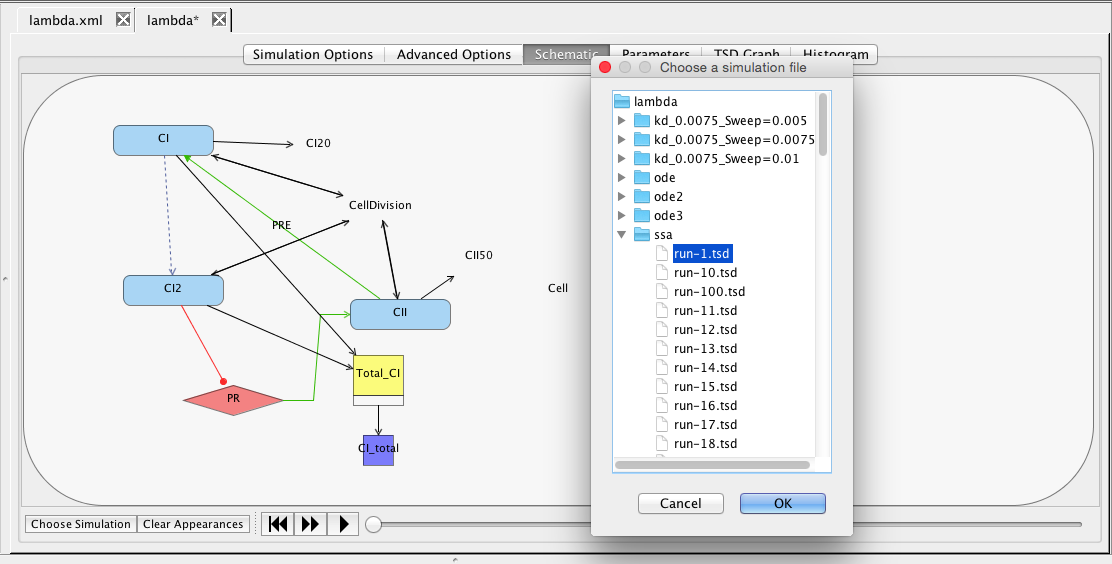 lambda.xml
lambda*
Simulation Options
Advanced Options
Schematic
Parameters
TSD Graph
Histogram
Choose a simulation file
lambda
kd_0.0075_Sweep=0.005
kd_0.0075_Sweep=0.0075
kd_0.0075_Sweep=0.01
ode
ode2
ode3
ssa
run-1.tsd
run-10.tsd
run-100.tsd
run-11.tsd
run-12.tsd
run-13.tsd
run-14.tsd
run-15.tsd
run-16.tsd
run-17.tsd
run-18.tsd
Cancel
OK
CI
CI20
CellDivision
PRE
CII50
CI2
Cell
CII
Total_CI
PR
CI_total
Choose Simulation
Clear Appearances